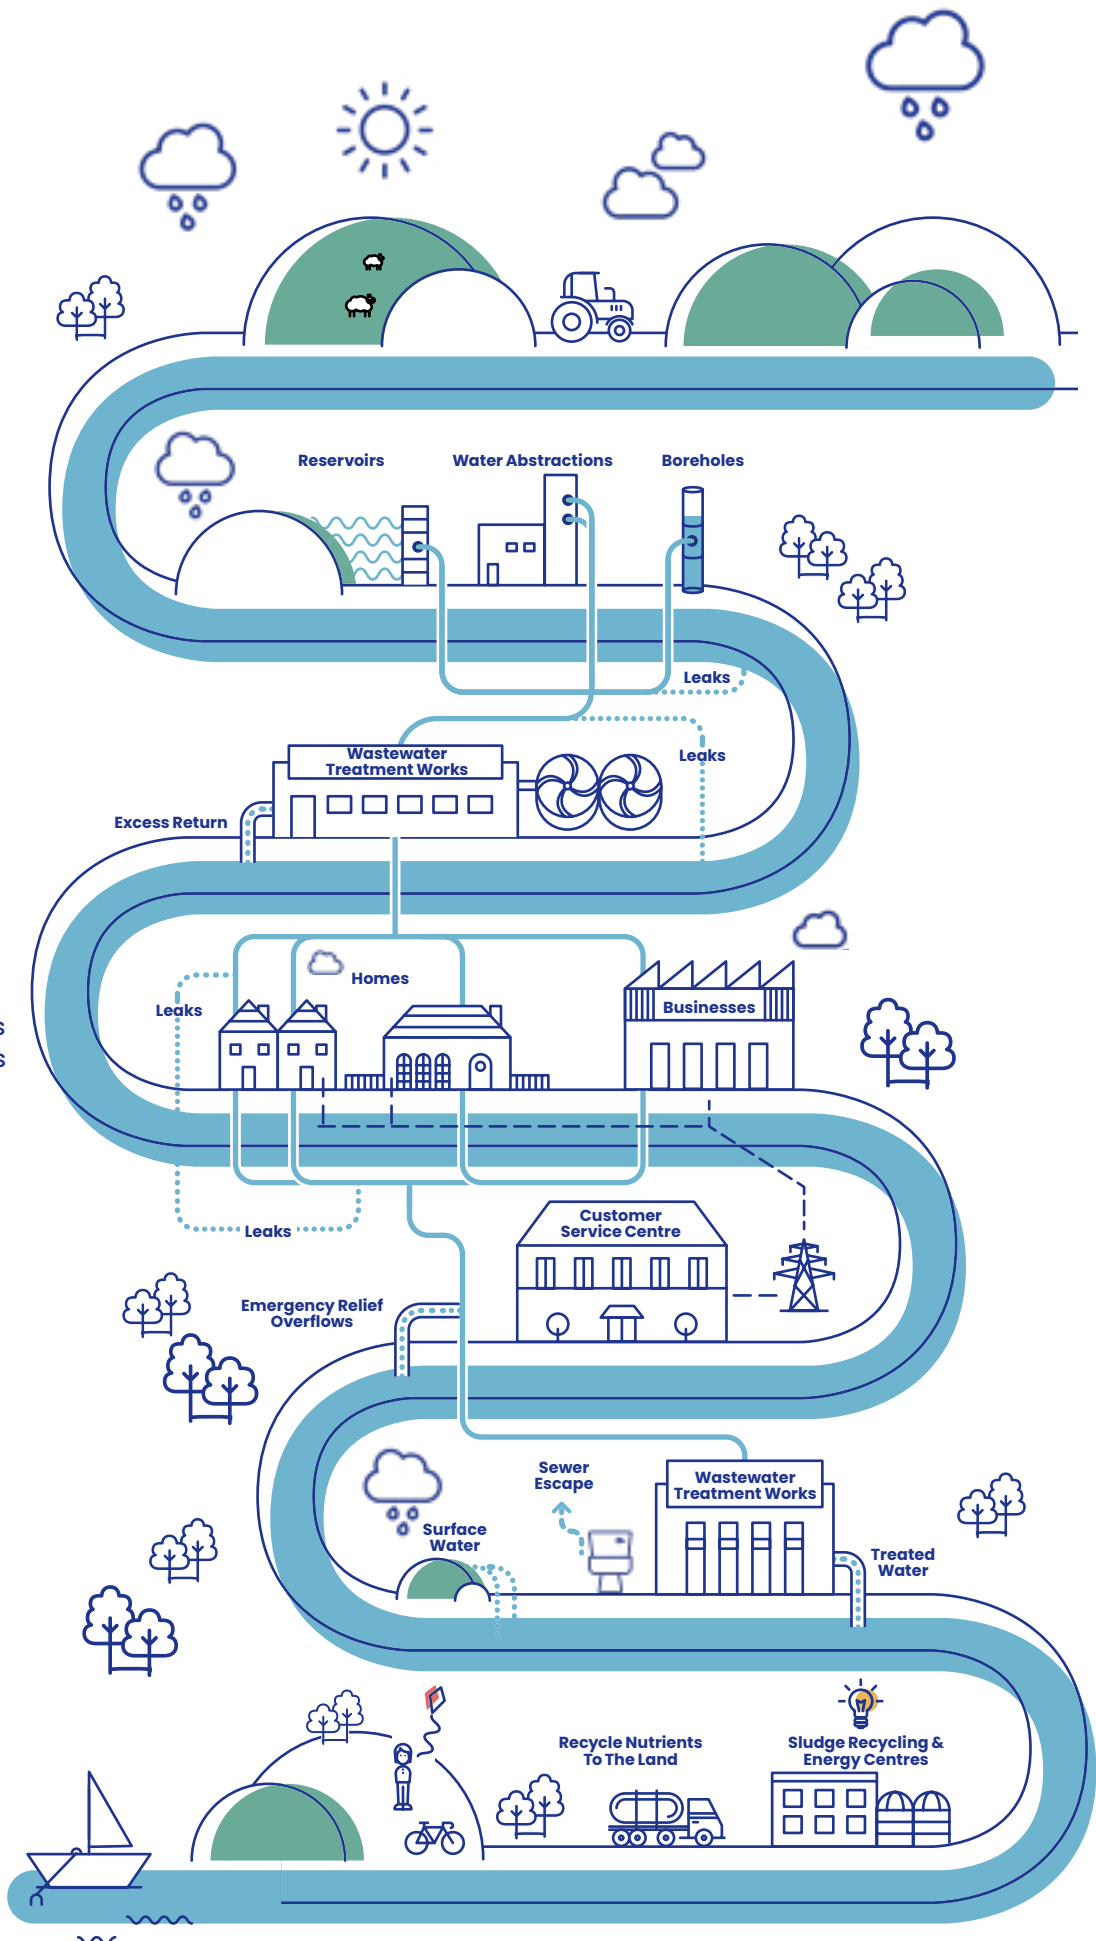 Reservoirs
Water Abstractions
Boreholes
Leaks
Wastewater
Treatment Works
Leaks
Excess Return
Homes
Leaks
Businesses
s
s
Customer
Service Centre
Leaks
Emergency Relief
Overflows
Sewer
Escape
Wastewater
Treatment Works
Surface
Water
Treated
Water
Recycle Nutrients
To The Land
Sludge Recycling &
Energy Centres